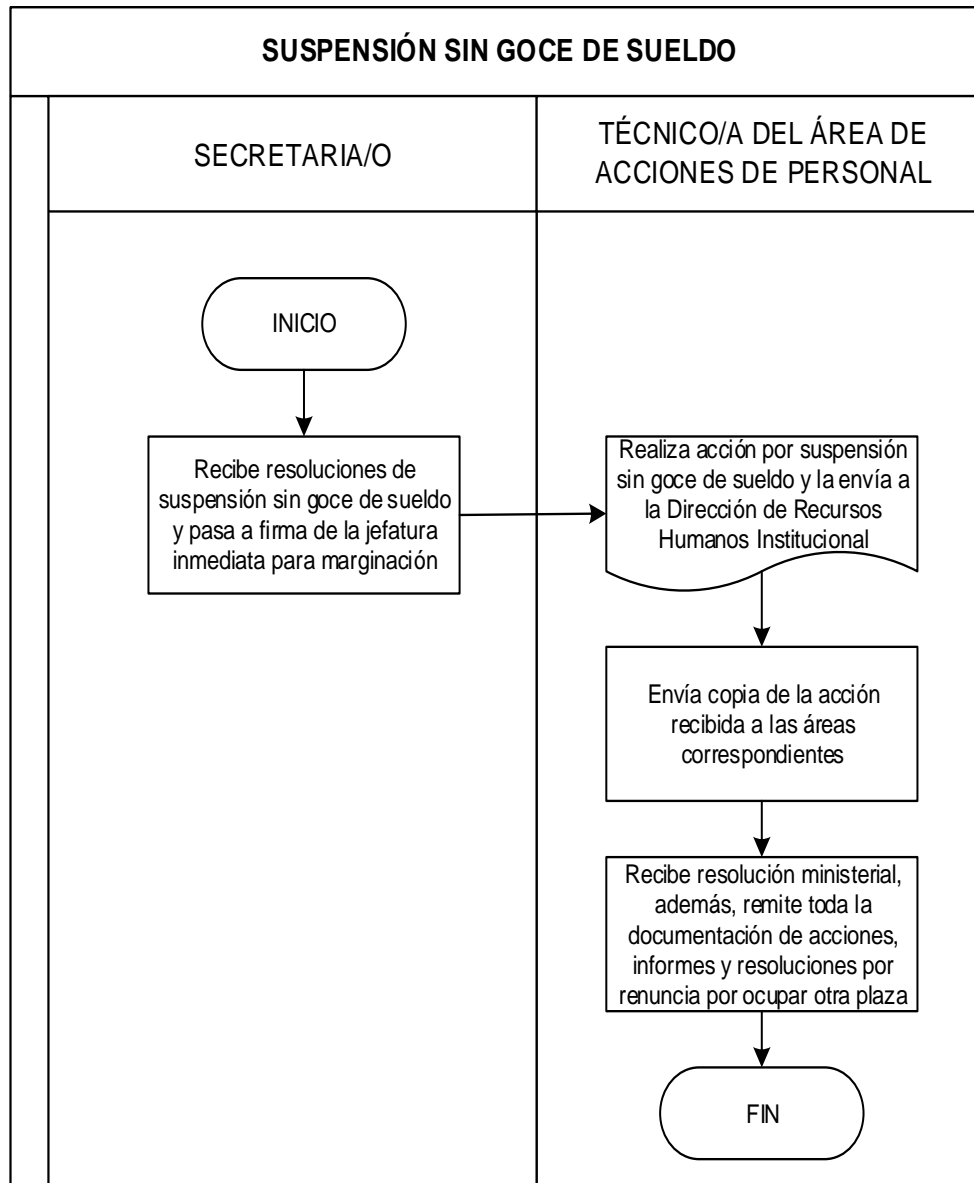 SUSPENSIÓN SIN GOCE DE SUELDO
SECRETARIA/O
TÉCNICO/A DEL ÁREA DE
ACCIONES DE PERSONAL
INICIO
Recibe resoluciones de
suspensión sin goce de sueldo
y pasa a firma de la jefatura
inmediata para marginación
Realiza acción por suspensión
sin goce de sueldo y la envía a
la Dirección de Recursos
Humanos Institucional
Envía copia de la acción
recibida a las áreas
correspondientes
Recibe resolución ministerial,
además, remite toda la
documentación de acciones,
informes y resoluciones por
renuncia por ocupar otra plaza
FIN